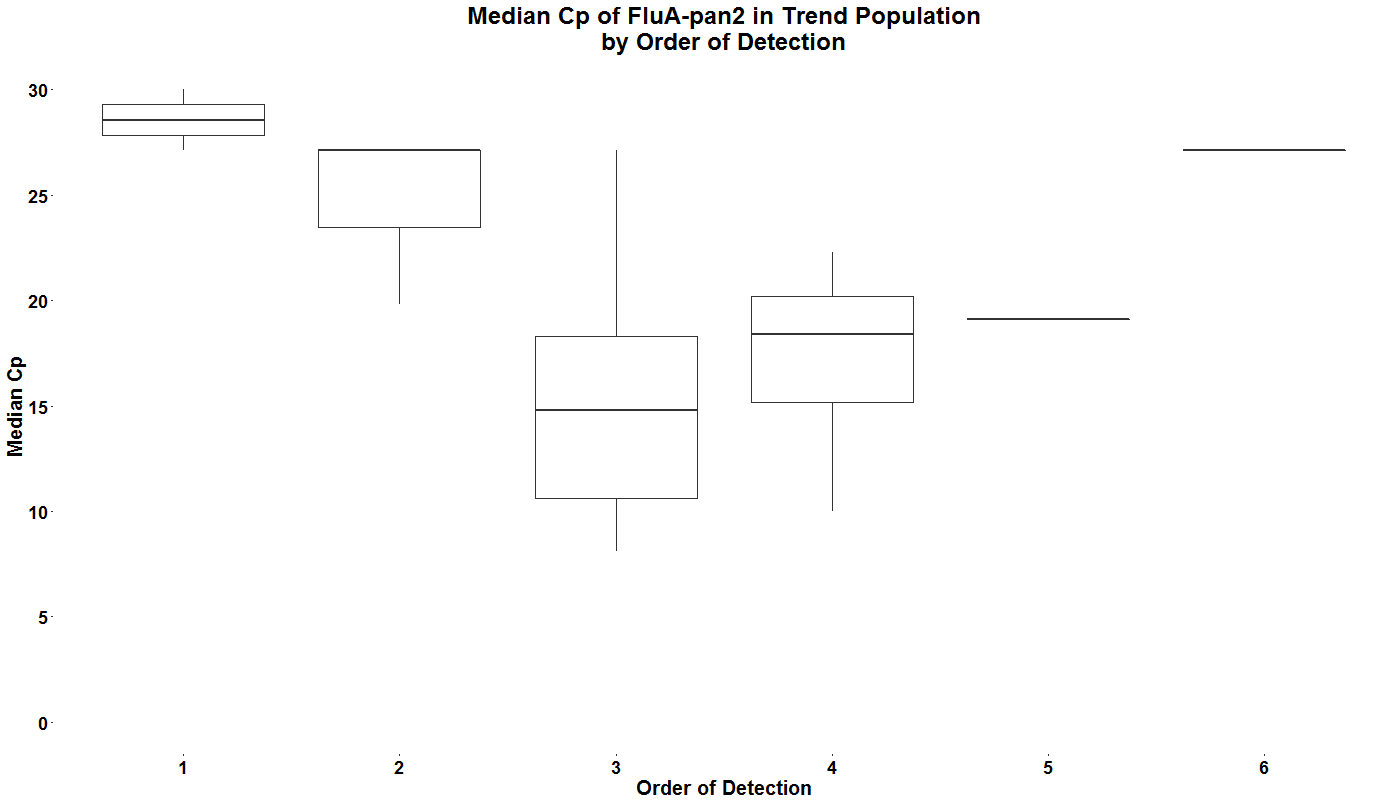 Median Cp of FluA-pan2 in Trend Population
by Order of Detection
Median Cp
30
25
20
15
10
5
0
1 2 3 4 5 6
Order of Detection